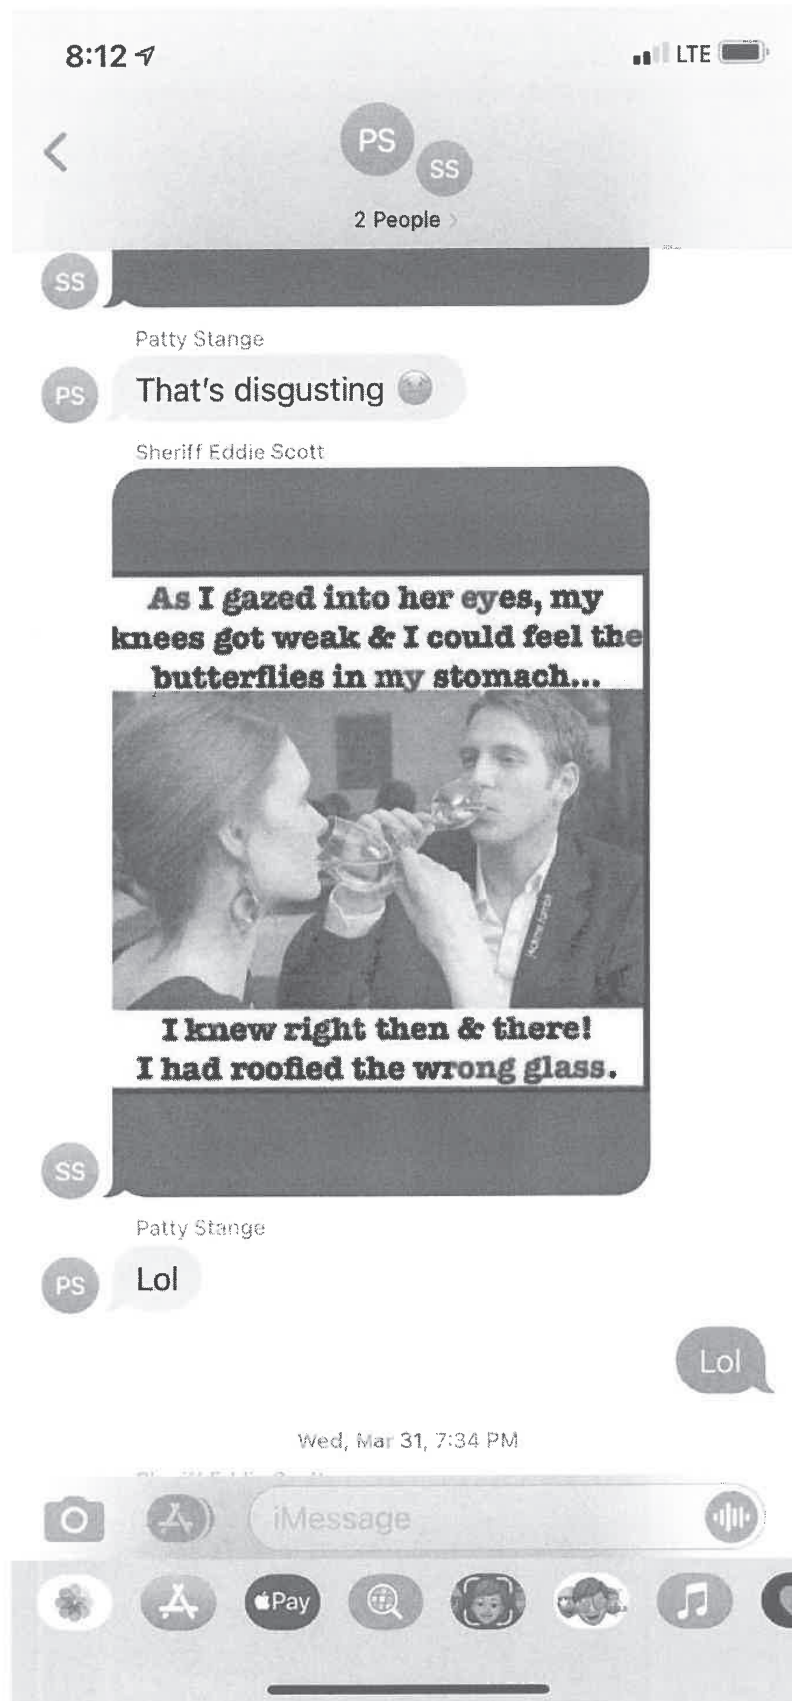 8:12
LTE
PS
SS
2 People
SS
Patty Stange
PS
That's disgusting
Sheriff Eddie Scott
As I gazed into her eyes, my
knees got weak & I could feel the
butterflies in my stomach...
I knew right then & there!
I had roofied the wrong glass.
SS
Patty Stange
PS
Lol
Lol
Wed, Mar 31, 7:34 PM
iMessage
Pay